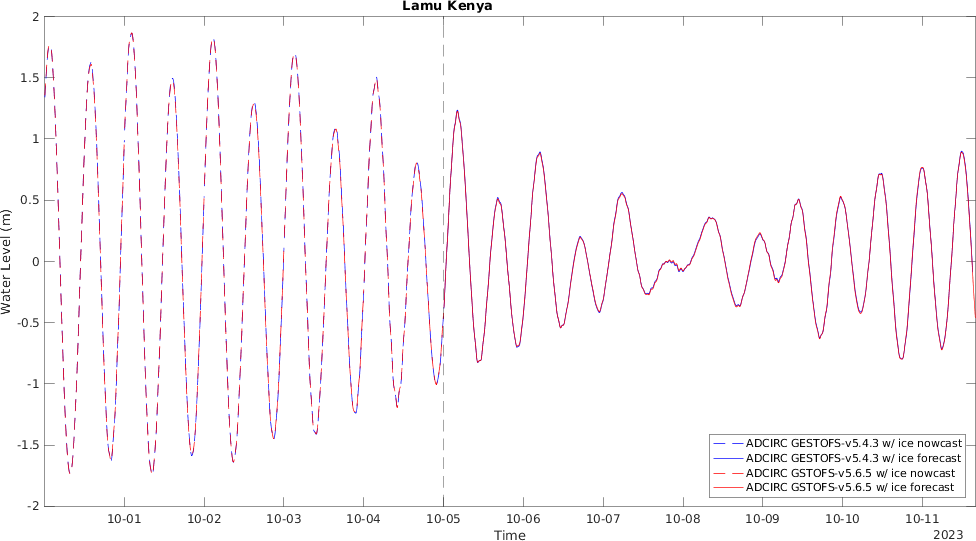 Lamu Kenya
2
1.5
1
0.5
0
-0.5
-1
-1.5
-2
Water Level (m)
10-01 10-02 10-03 10-04 10-05 10-06 10-07 10-08 10-09 10-10 10-11
Time
2023
ADCIRC GESTOFS-v5.4.3 w/ ice nowcast
ADCIRC GESTOFS-v5.4.3 w/ ice forecast
ADCIRC GSTOFS-v5.6.5 w/ ice nowcast
ADCIRC GSTOFS-v5.6.5 w/ ice forecast